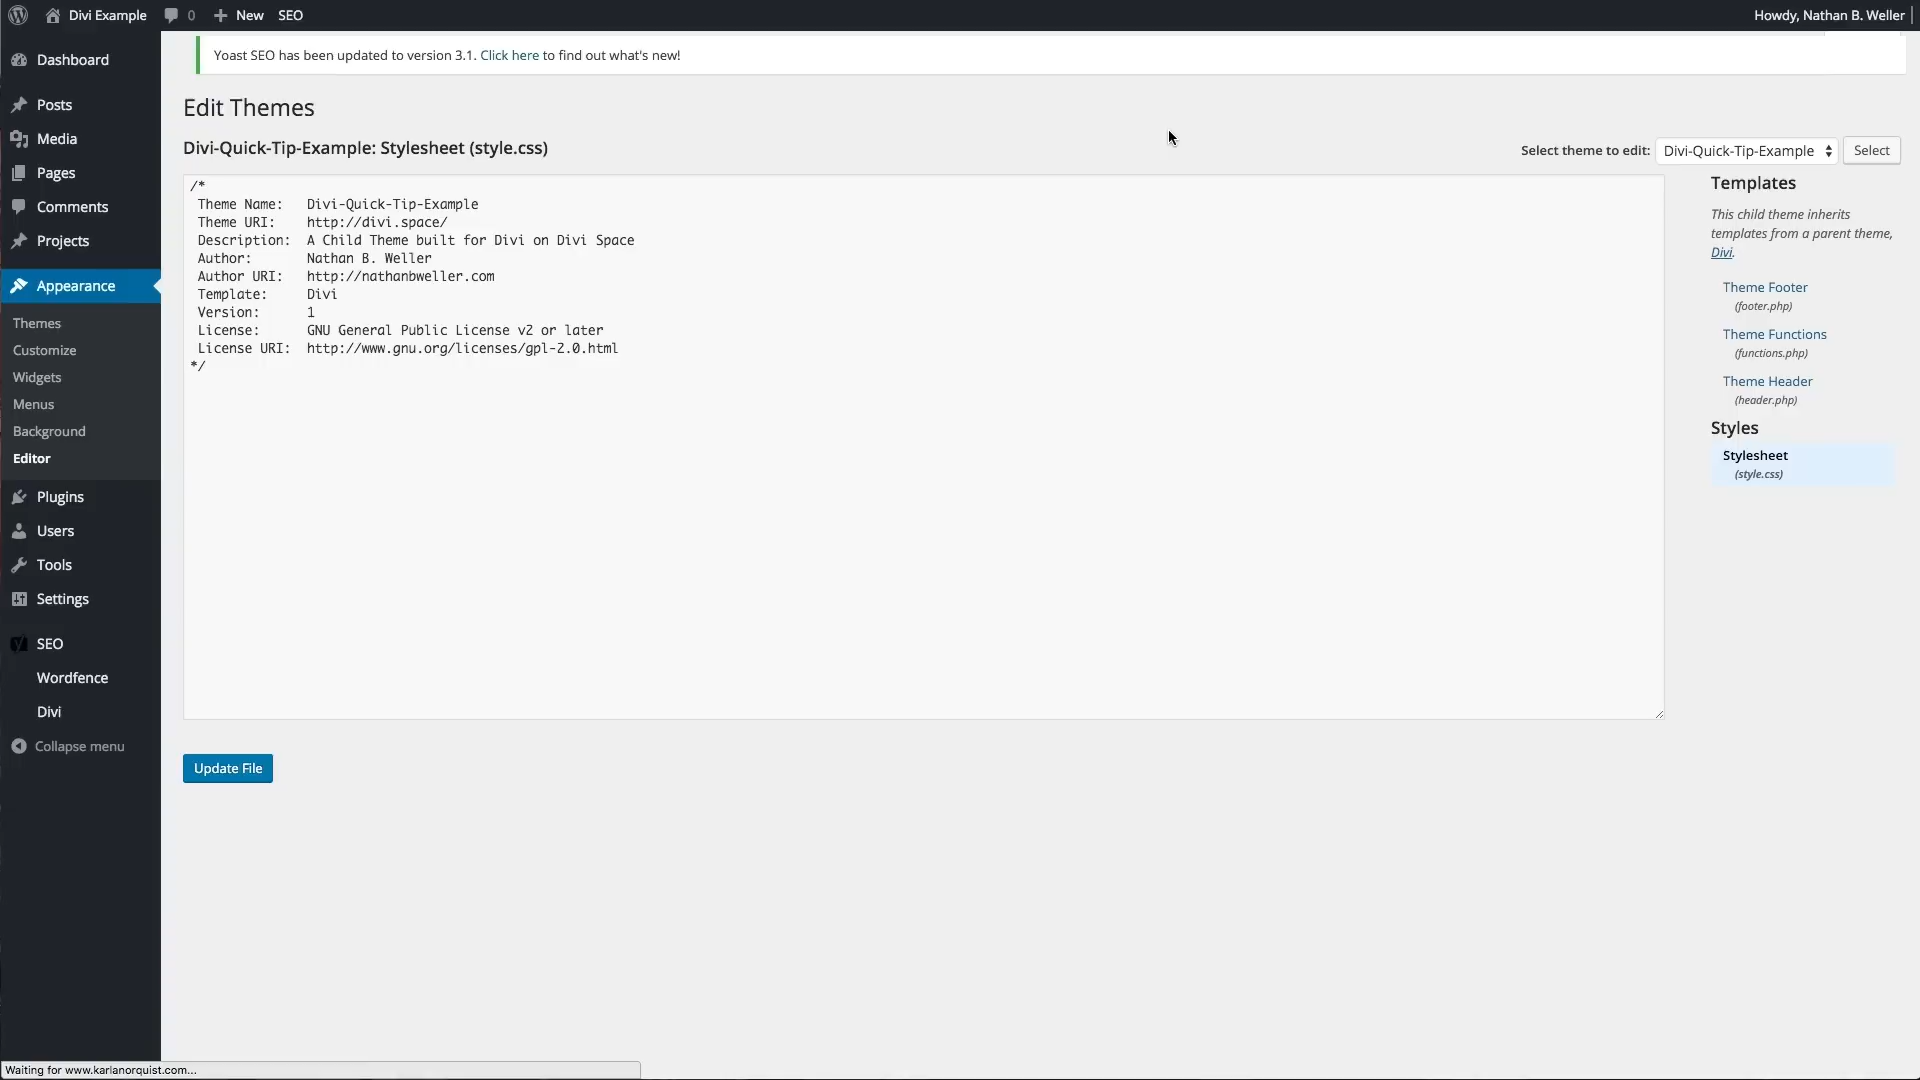 Divi Example 0 New SEO Howdy, Nathan B. Weller
Dashboard
Posts
Media
Pages
Comments
Projects
Appearance
Themes
Customize
Widgets
Menus
Background
Editor
Plugins
Users
Tools
Settings
SEO
Wordfence
Divi
Collapse menu
Yoast SEO has been updated to version 3.1. Click here to find out what's new!
Edit Themes
Divi-Quick-Tip-Example: Stylesheet (style.css)
Select theme to edit: Divi-Quick-Tip-Example Select
/*
Theme Name: Divi-Quick-Tip-Example
Theme URI: http://divi.space/
Description: A Child Theme built for Divi on Divi Space
Author: Nathan B. Weller
Author URI: http://nathanbweller.com
Template: Divi
Version: 1
License: GNU General Public License v2 or later
License URI: http://www.gnu.org/licenses/gpl-2.0.html
*/
Update File
Templates
This child theme inherits
templates from a parent theme,
Divi.
Theme Footer
(footer.php)
Theme Functions
(functions.php)
Theme Header
(header.php)
Styles
Stylesheet
(style.css)
Waiting for www.karlanorquist.com...